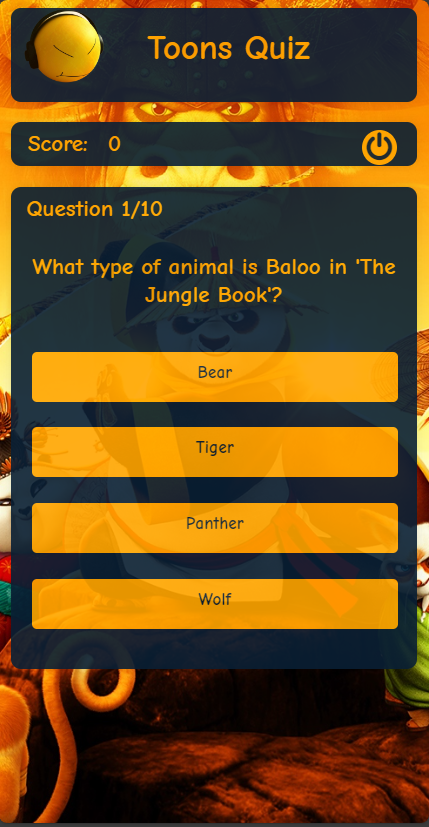 Toons Quiz
Score: 0
Question 1/10
What type of animal is Baloo in 'The
Jungle Book'?
Bear
Tiger
Panther
Wolf